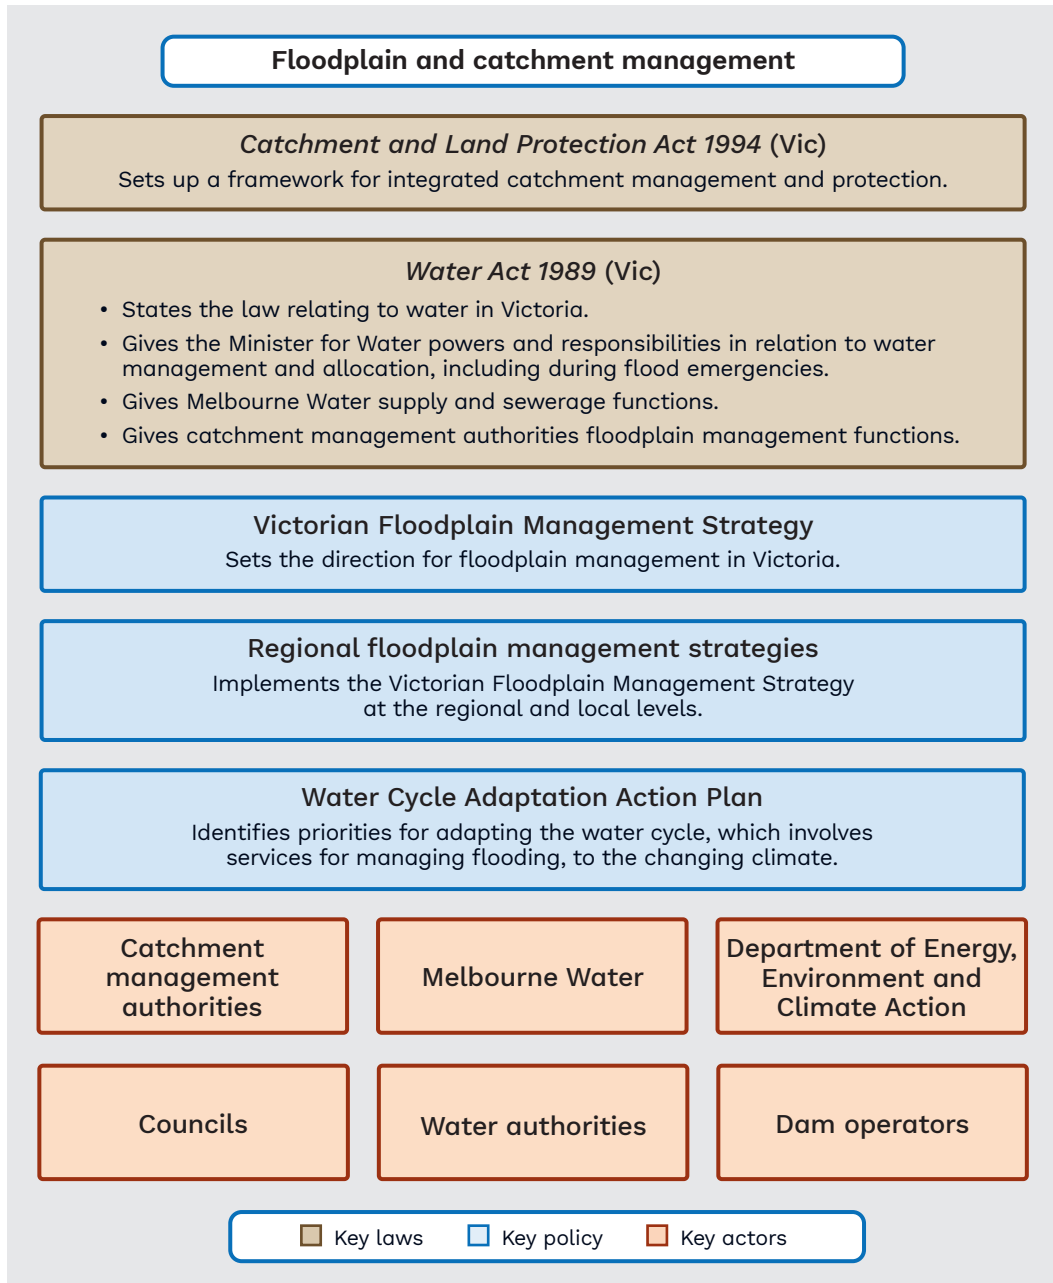 Floodplain and catchment management
Catchment and Land Protection Act 1994 (Vic)
Sets up a framework for integrated catchment management and protection.
Water Act 1989 (Vic)
• States the law relating to water in Victoria.
• Gives the Minister for Water powers and responsibilities in relation to water
management and allocation, including during flood emergencies.
• Gives Melbourne Water supply and sewerage functions.
• Gives catchment management authorities floodplain management functions.
Victorian Floodplain Management Strategy
Sets the direction for floodplain management in Victoria.
Regional floodplain management strategies
Implements the Victorian Floodplain Management Strategy
at the regional and local levels.
Water Cycle Adaptation Action Plan
Identifies priorities for adapting the water cycle, which involves
services for managing flooding, to the changing climate.
Catchment
management
authorities
Melbourne Water
Department of Energy,
Environment and
Climate Action
Councils
Water authorities
Dam operators
Key laws
Key policy
Key actors